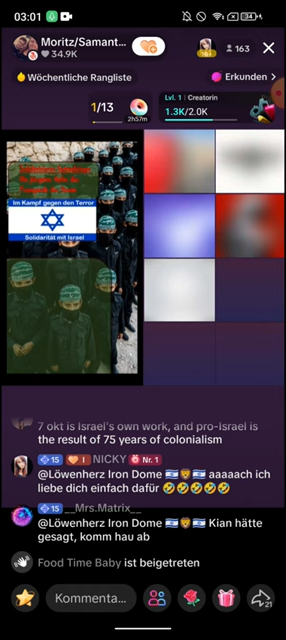 03:01
34
Moritz/Samant...
34.9K
163
Wöchentliche Rangliste
Erkunden >
1/13
2h57m
Lvl. 1 | Creatorin
1.3K/2.0K
Im Kampf gegen den Terror
Solidarität mit Israel
7 okt is Israel's own work, and pro-Israel is
the result of 75 years of colonialism
15 I NICKY Nr. 1
@Löwenherz Iron Dome 🇮🇱🦁🇮🇱 aaaaach ich
liebe dich einfach dafür 🤣🤣🤣🤣🤣
15 __Mrs.Matrix__
@Löwenherz Iron Dome 🇮🇱🦁🇮🇱 Kian hätte
gesagt, komm hau ab
Food Time Baby ist beigetreten
Kommenta...
21